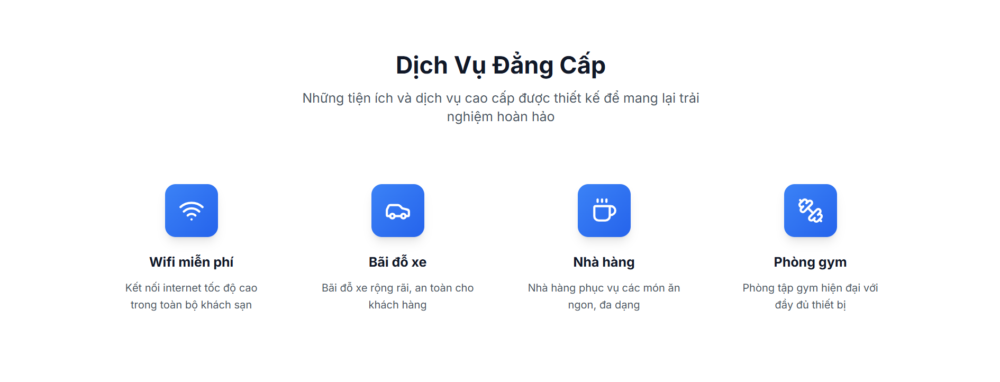 Dịch Vụ Đẳng Cấp
Những tiện ích và dịch vụ cao cấp được thiết kế để mang lại trải
nghiệm hoàn hảo
Wifi miễn phí
Kết nối internet tốc độ cao
trong toàn bộ khách sạn
Bãi đỗ xe
Bãi đỗ xe rộng rãi, an toàn cho
khách hàng
Nhà hàng
Nhà hàng phục vụ các món ăn
ngon, đa dạng
Phòng gym
Phòng tập gym hiện đại với
đầy đủ thiết bị